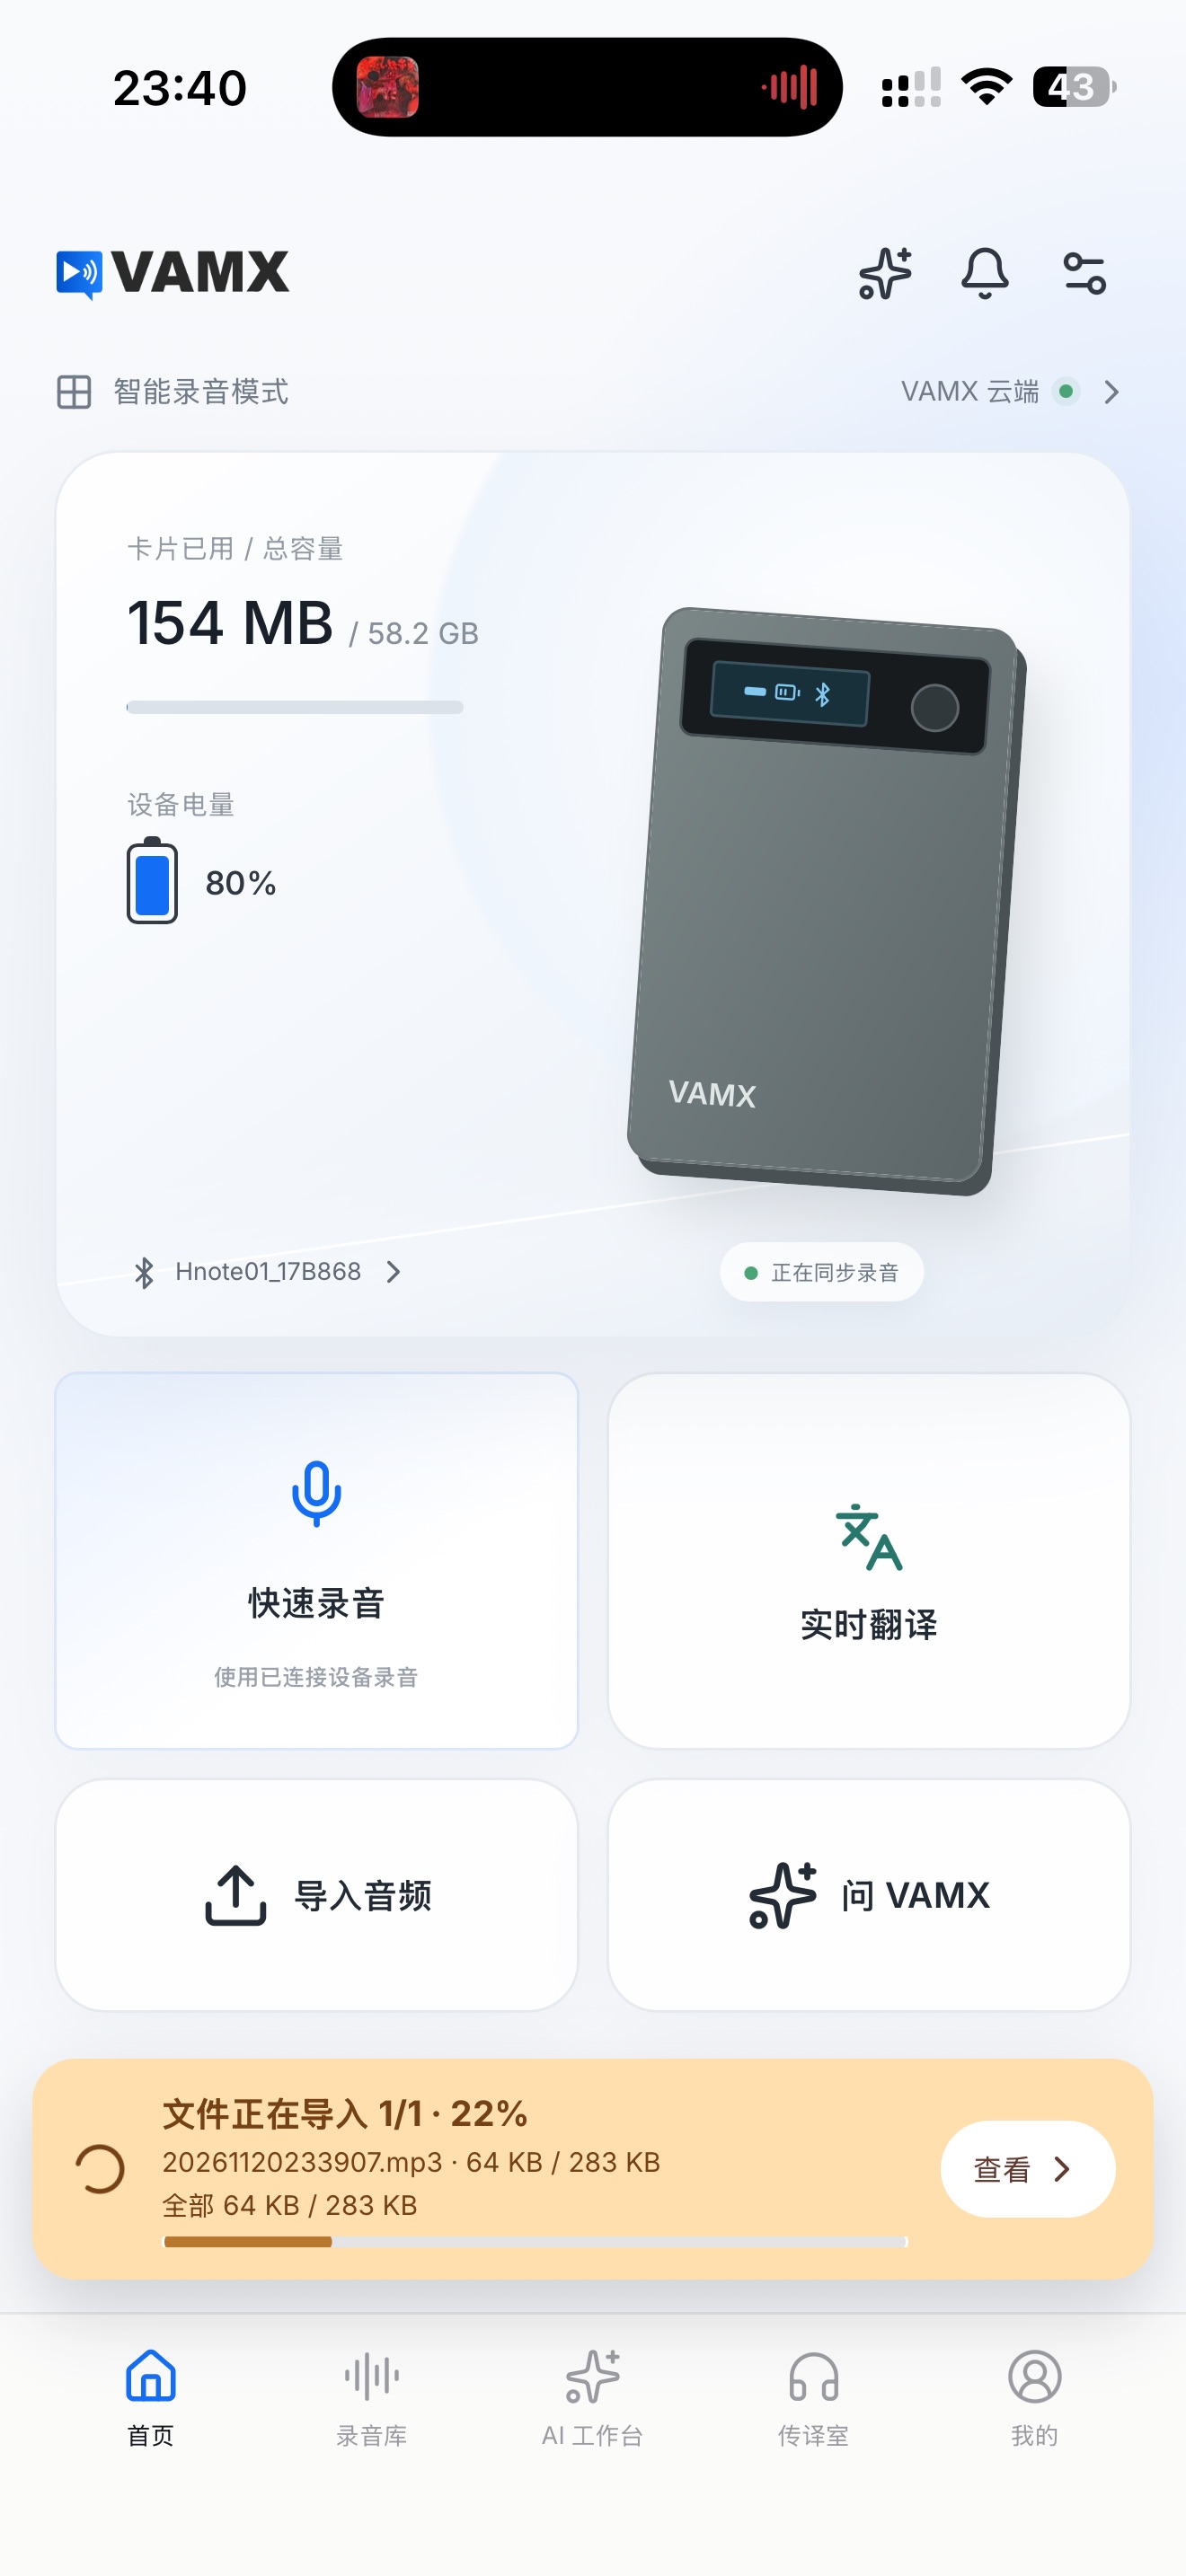 23:40
43
VAMX
智能录音模式
VAMX 云端
卡片已用 / 总容量
154 MB / 58.2 GB
设备电量
80%
VAMX
Hnote01_17B868
正在同步录音
快速录音
使用已连接设备录音
实时翻译
导入音频
问 VAMX
文件正在导入 1/1 · 22%
20261120233907.mp3 · 64 KB / 283 KB
全部 64 KB / 283 KB
查看
首页
录音库
AI 工作台
传译室
我的